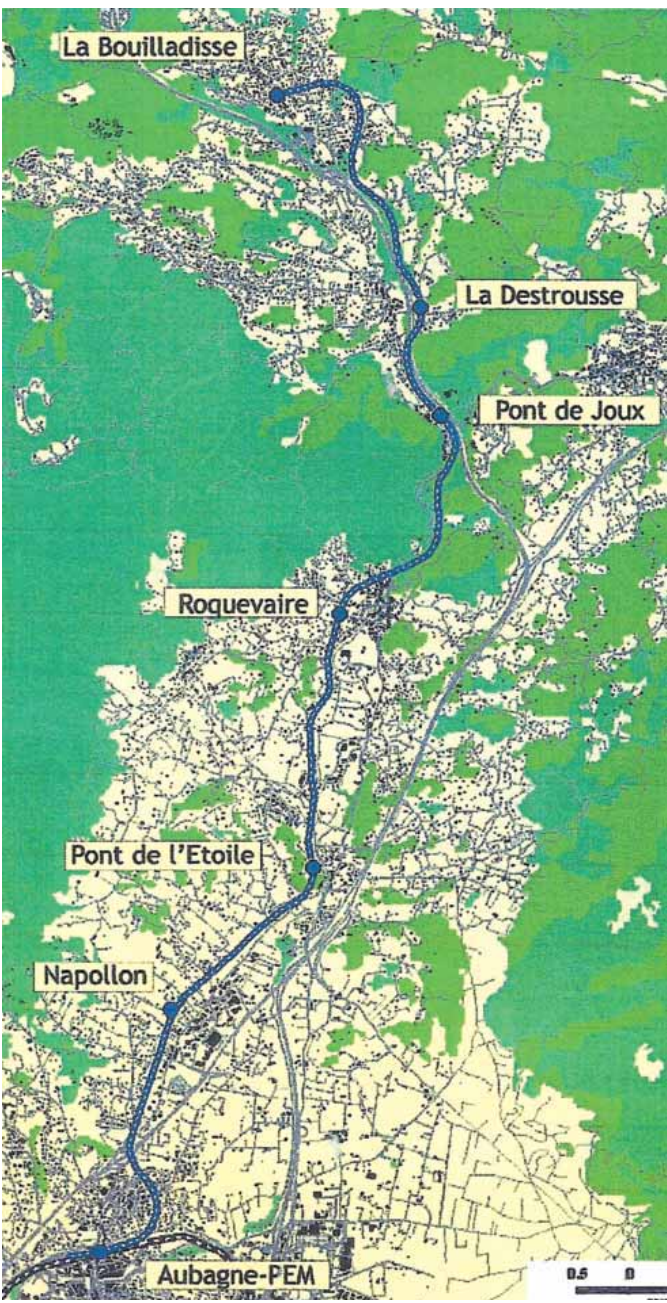 La Bouilladisse
La Destrousse
Pont de Joux
Roquevaire
Pont de l'Etoile
Napollon
Aubagne-PEM
0.5 0